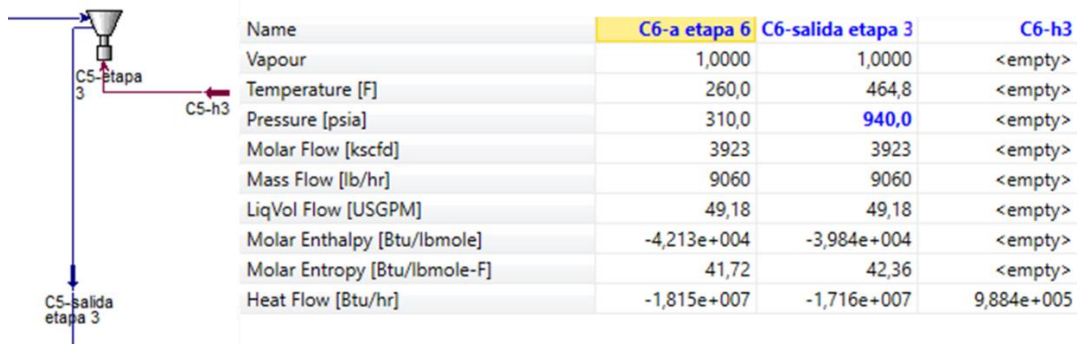 C5-etapa
3
C5-h3
C5-salida
etapa 3
Name C6-a etapa 6 C6-salida etapa 3 C6-h3
Vapour 1,0000 1,0000 <empty>
Temperature [F] 260,0 464,8 <empty>
Pressure [psia] 310,0 940,0 <empty>
Molar Flow [kscfd] 3923 3923 <empty>
Mass Flow [lb/hr] 9060 9060 <empty>
LiqVol Flow [USGPM] 49,18 49,18 <empty>
Molar Enthalpy [Btu/lbmole] -4,213e+004 -3,984e+004 <empty>
Molar Entropy [Btu/lbmole-F] 41,72 42,36 <empty>
Heat Flow [Btu/hr] -1,815e+007 -1,716e+007 9,884e+005